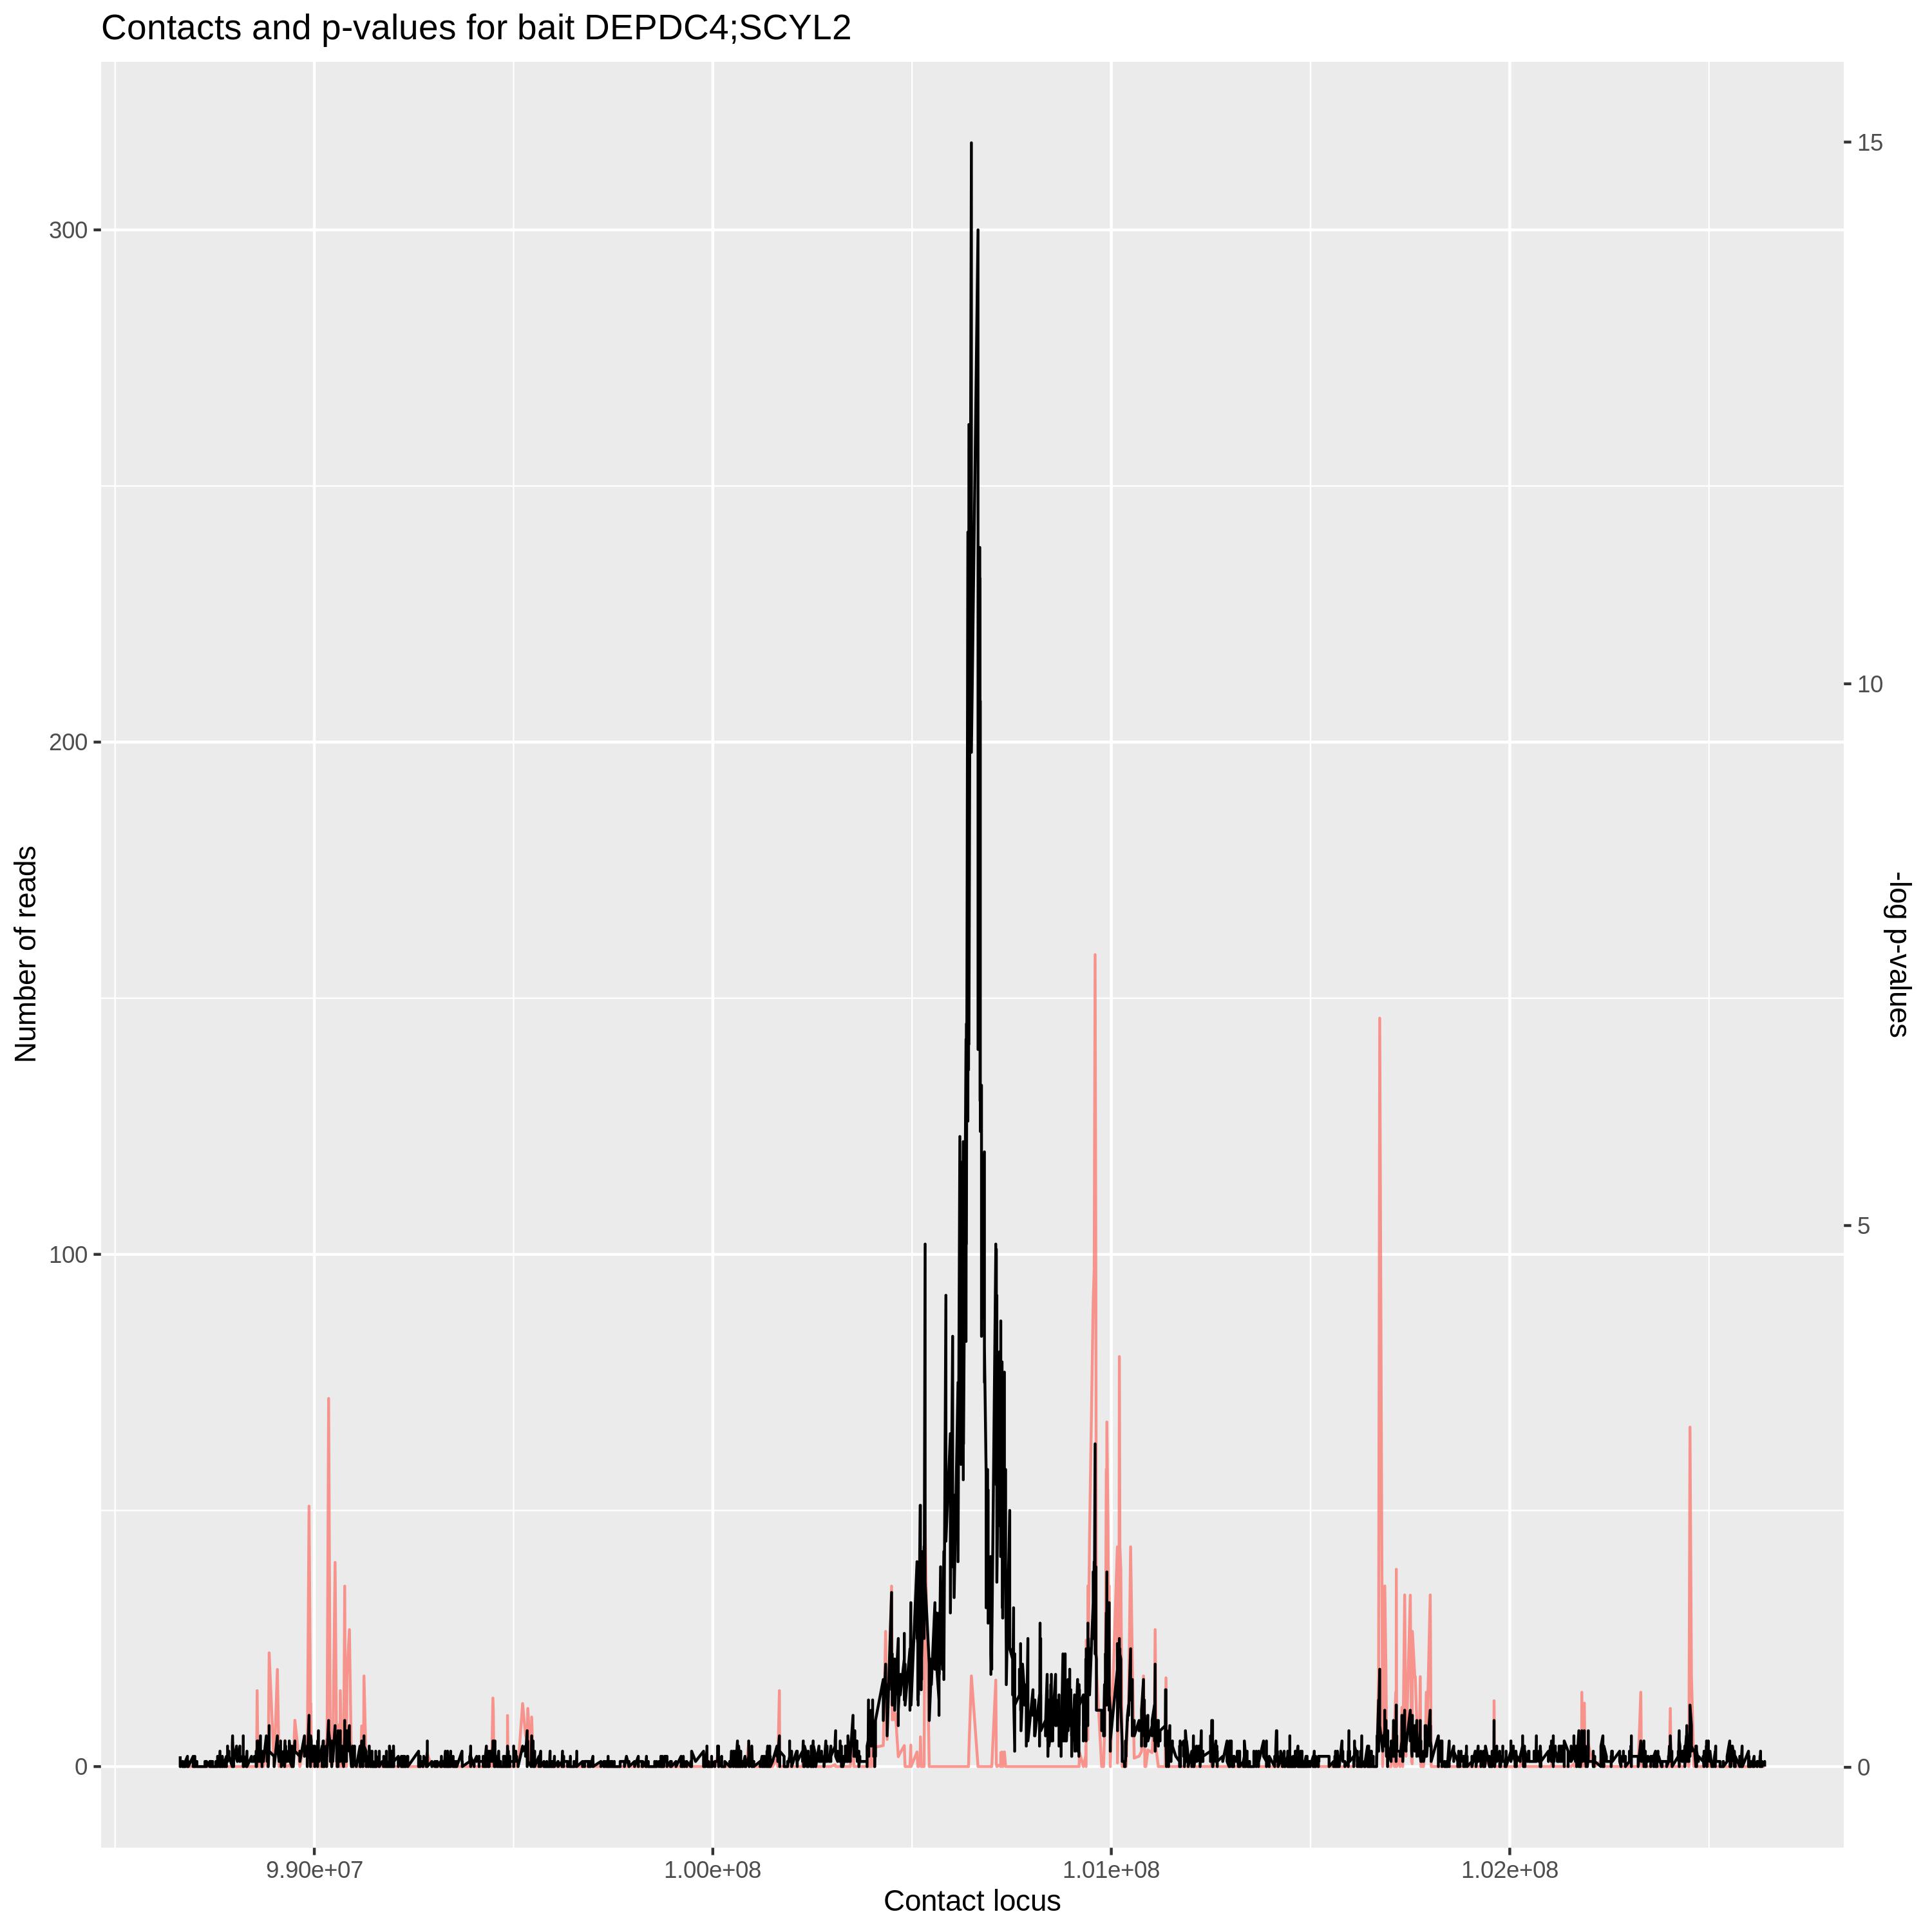 Contacts and p-values for bait DEPDC4;SCYL2
300
200
100
0
Number of reads
15
10
5
0
-log p-values
9.90e+07
1.00e+08
1.01e+08
1.02e+08
Contact locus